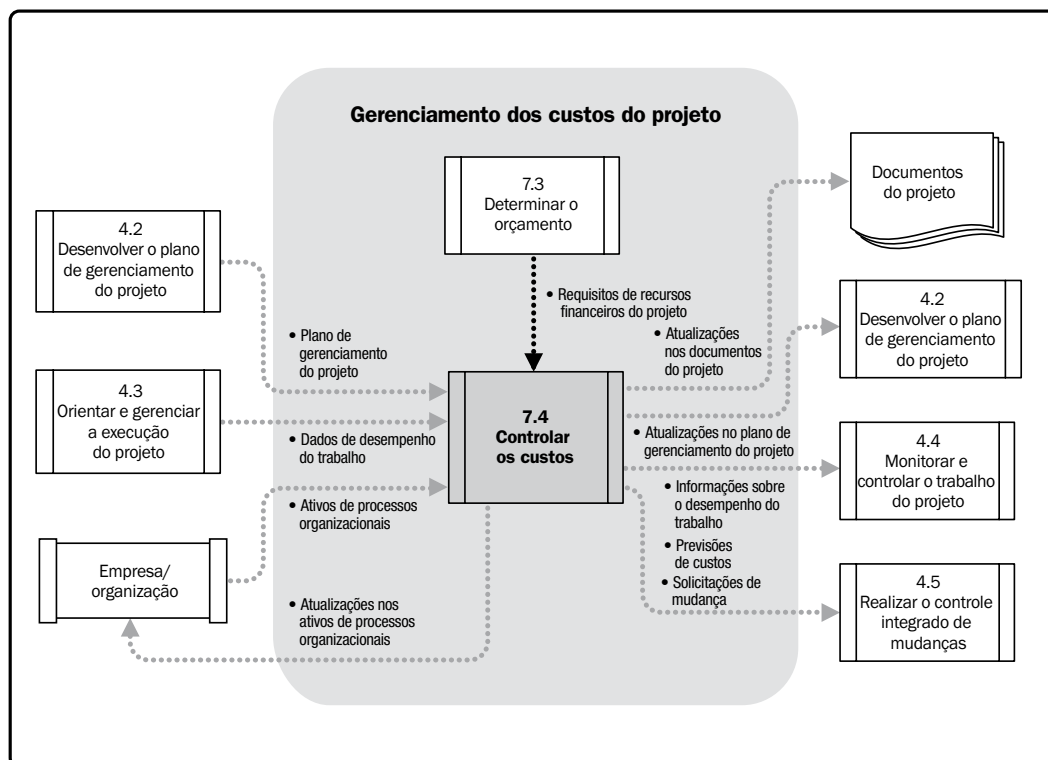 Gerenciamento dos custos do projeto
7.3
Determinar o
orçamento
Documentos
do projeto
4.2
Desenvolver o plano
de gerenciamento
do projeto
• Requisitos de recursos
financeiros do projeto
• Plano de
gerenciamento
do projeto
• Atualizações
nos documentos
do projeto
4.2
Desenvolver o plano
de gerenciamento
do projeto
4.3
Orientar e gerenciar
a execução
do projeto
• Dados de desempenho
do trabalho
7.4
Controlar
os custos
• Atualizações no plano de
gerenciamento do projeto
4.4
Monitorar e
controlar o trabalho
do projeto
• Ativos de processos
organizacionais
• Informações sobre
o desempenho do
trabalho
• Previsões
de custos
• Solicitações de
mudança
Empresa/
organização
• Atualizações nos
ativos de processos
organizacionais
4.5
Realizar o controle
integrado de
mudanças